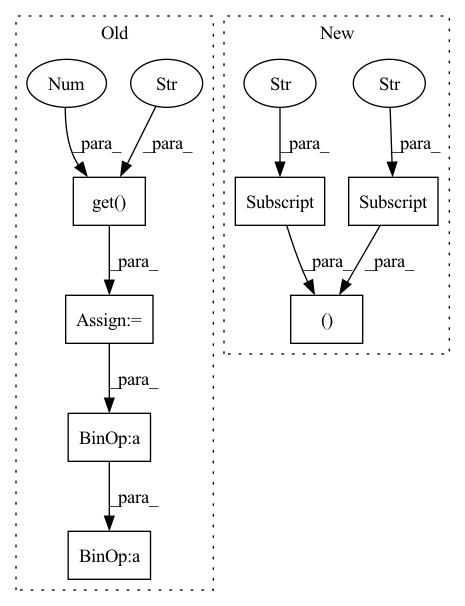 Old
New
Num
Str
Str
Str
_para_
_para_
_para_
_para_
get()
Subscript
Subscript
_para_
_para_
_para_
Assign:=
()
_para_
BinOp:a
_para_
BinOp:a